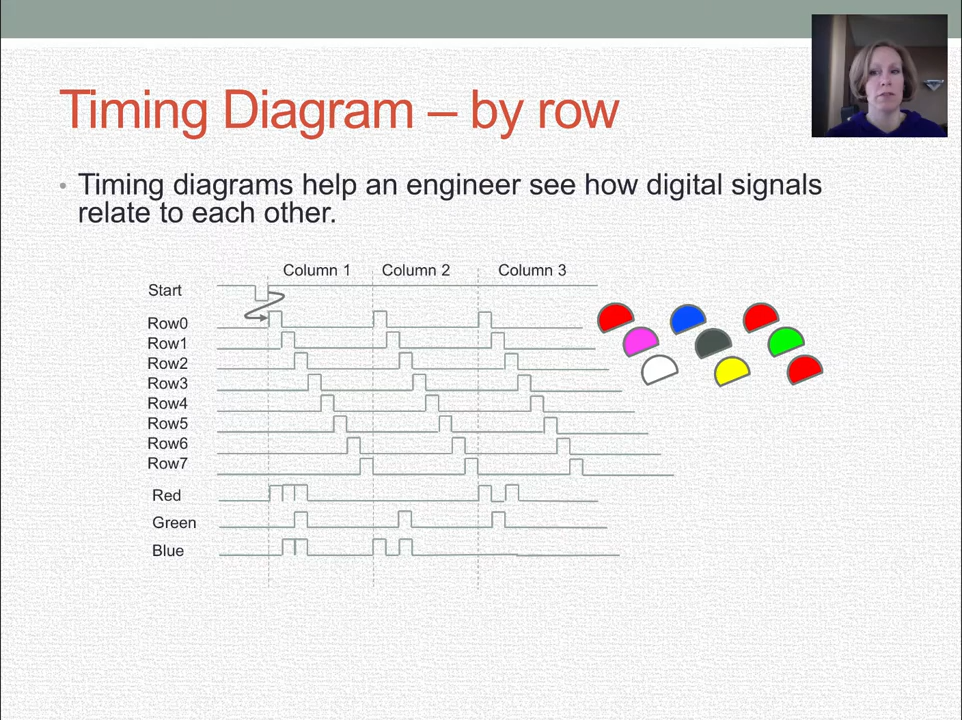 Timing Diagram – by row
• Timing diagrams help an engineer see how digital signals
relate to each other.
Column 1 Column 2 Column 3
Start
Row0
Row1
Row2
Row3
Row4
Row5
Row6
Row7
Red
Green
Blue